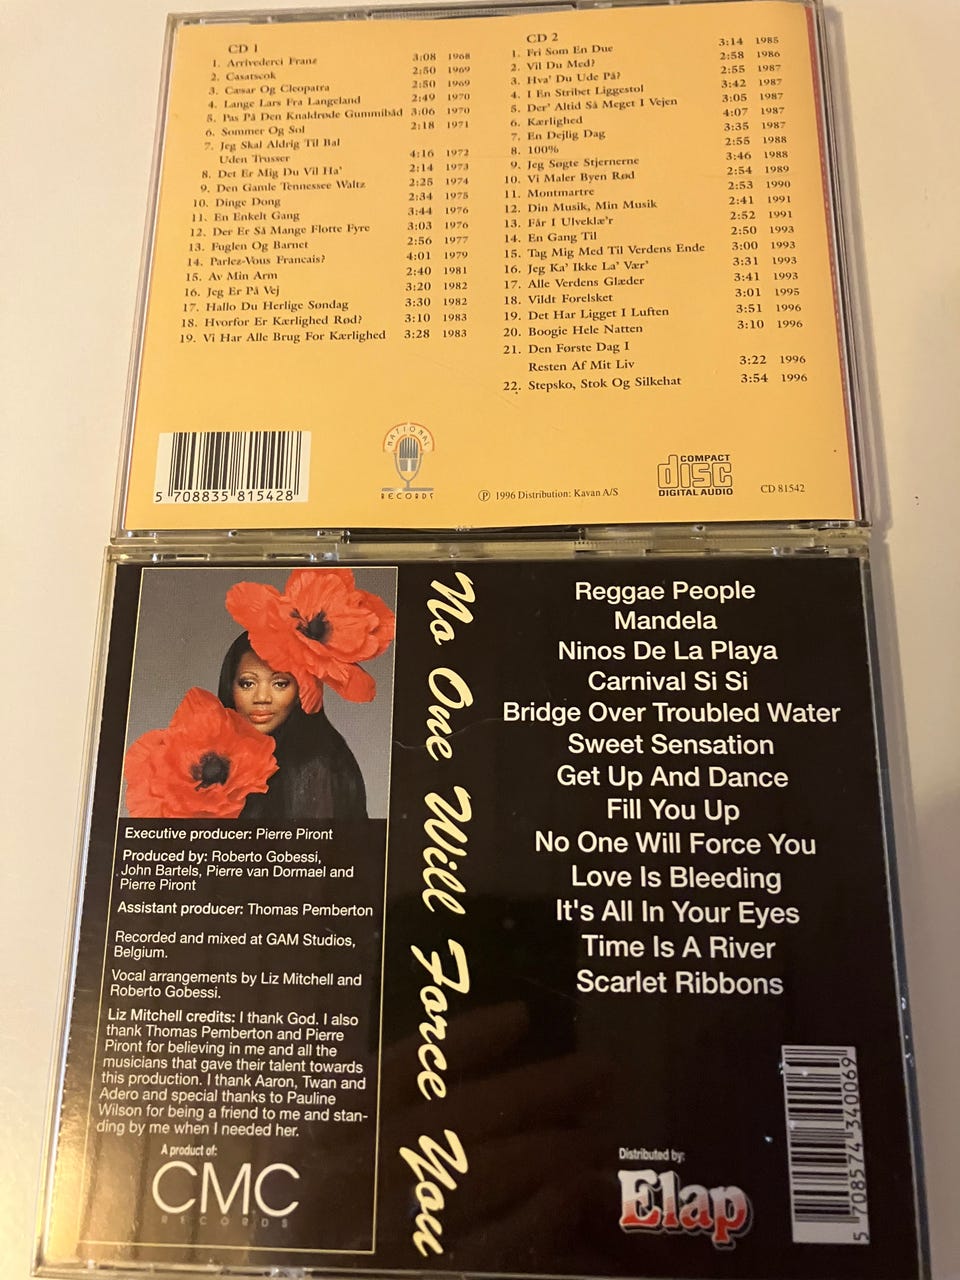 CD 1
1. Arrivederci Franz 3:08 1968
2. Casatscok 2:50 1969
3. Cæsar Og Cleopatra 2:50 1969
4. Lange Lars Fra Langeland 2:49 1970
5. Pas På Den Knaldrøde Gummibåd 3:06 1970
6. Sommer Og Sol 2:18 1971
7. Jeg Skal Aldrig Til Bal
Uden Trusser 4:16 1972
8. Det Er Mig Du Vil Ha' 2:14 1973
9. Den Gamle Tennessee Waltz 2:25 1974
10. Dinge Dong 2:34 1975
11. En Enkelt Gang 3:44 1976
12. Der Er Så Mange Flotte Fyre 3:03 1976
13. Fuglen Og Barnet 2:56 1977
14. Parlez-Vous Francais? 4:01 1979
15. Av Min Arm 2:40 1981
16. Jeg Er På Vej 3:20 1982
17. Hallo Du Herlige Søndag 3:30 1982
18. Hvorfor Er Kærlighed Rød? 3:10 1983
19. Vi Har Alle Brug For Kærlighed 3:28 1983
CD 2
1. Fri Som En Due 3:14 1985
2. Vil Du Med? 2:58 1986
3. Hva' Du Ude På? 2:55 1987
4. I En Stribet Liggestol 3:42 1987
5. Der' Altid Så Meget I Vejen 3:05 1987
6. Kærlighed 4:07 1987
7. En Dejlig Dag 3:35 1987
8. 100% 2:55 1988
9. Jeg Søgte Stjernerne 3:46 1988
10. Vi Maler Byen Rød 2:54 1989
11. Montmartre 2:53 1990
12. Din Musik, Min Musik 2:41 1991
13. Får I Ulveklæ'r 2:52 1991
14. En Gang Til 2:50 1993
15. Tag Mig Med Til Verdens Ende 3:00 1993
16. Jeg Ka' Ikke La' Vær' 3:31 1993
17. Alle Verdens Glæder 3:41 1993
18. Vildt Forelsket 3:01 1995
19. Det Har Ligget I Luften 3:51 1996
20. Boogie Hele Natten 3:10 1996
21. Den Første Dag I
Resten Af Mit Liv 3:22 1996
22. Stepsko, Stok Og Silkehat 3:54 1996
5 708835 815428
NATIONAL
RECORDS
℗ 1996 Distribution: Kavan A/S
COMPACT
disc
DIGITAL AUDIO
CD 81542
Executive producer: Pierre Piront
Produced by: Roberto Gobessi,
John Bartels, Pierre van Dormael and
Pierre Piront
Assistant producer: Thomas Pemberton
Recorded and mixed at GAM Studios,
Belgium.
Vocal arrangements by Liz Mitchell and
Roberto Gobessi.
Liz Mitchell credits: I thank God. I also
thank Thomas Pemberton and Pierre
Piront for believing in me and all the
musicians that gave their talent towards
this production. I thank Aaron, Twan and
Adero and special thanks to Pauline
Wilson for being a friend to me and stan-
ding by me when I needed her.
A product of:
CMC
RECORDS
No One Will Force You
Reggae People
Mandela
Ninos De La Playa
Carnival Si Si
Bridge Over Troubled Water
Sweet Sensation
Get Up And Dance
Fill You Up
No One Will Force You
Love Is Bleeding
It's All In Your Eyes
Time Is A River
Scarlet Ribbons
Distributed by:
Elap
5 708574 340069